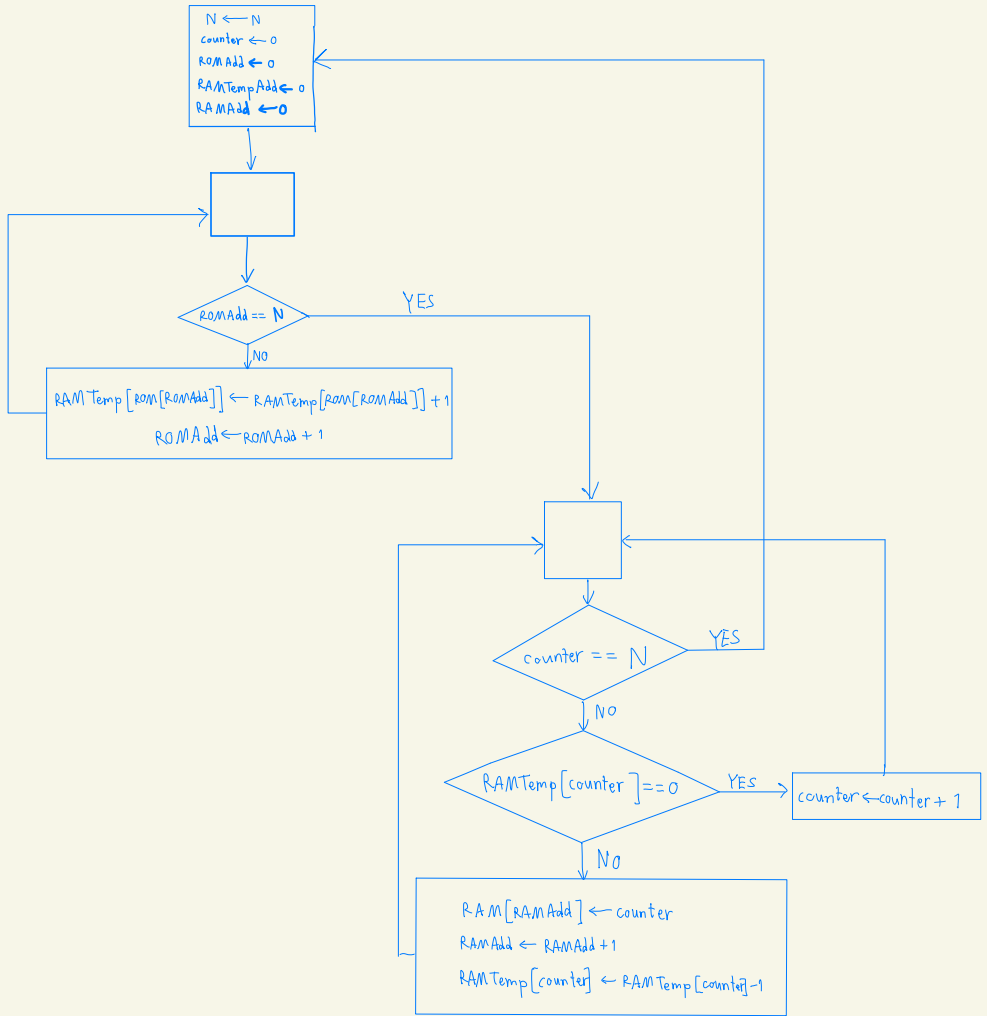 N ← N
counter ← 0
ROMAdd ← 0
RAMTempAdd ← 0
RAMAdd ← 0
ROMAdd == N
YES
NO
RAMTemp[ROM[ROMAdd]] ← RAMTemp[ROM[ROMAdd]] + 1
ROMAdd ← ROMAdd + 1
counter == N
YES
NO
RAMTemp[counter] == 0
YES
counter ← counter + 1
NO
RAM[RAMAdd] ← counter
RAMAdd ← RAMAdd + 1
RAMTemp[counter] ← RAMTemp[counter] - 1